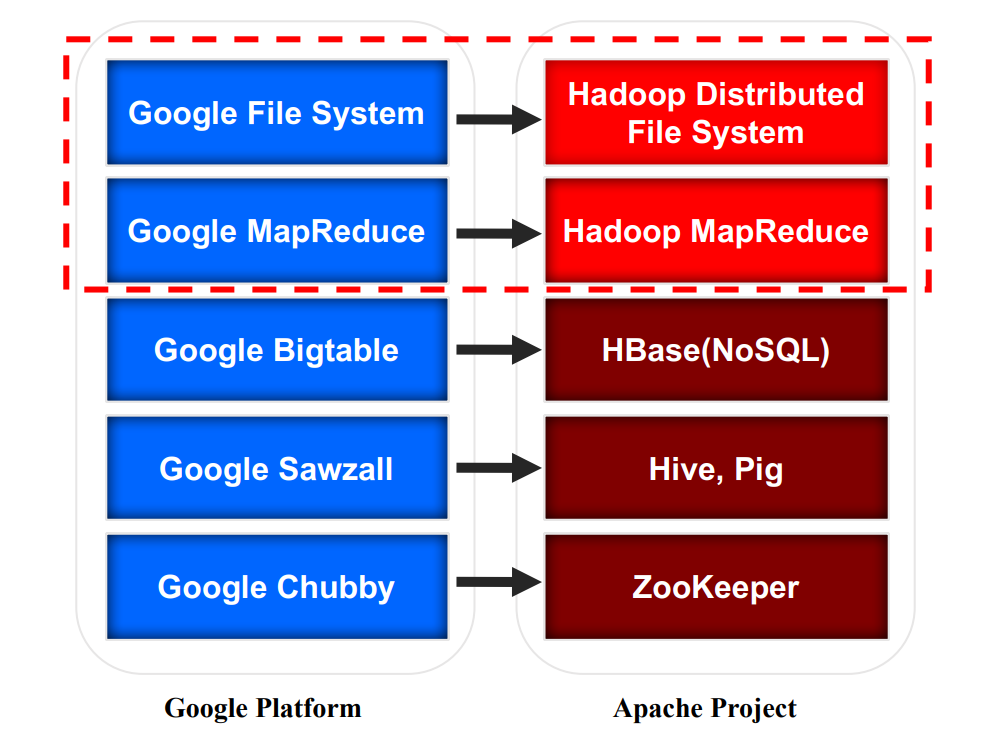 Google File System
Hadoop Distributed
File System
Google MapReduce
Hadoop MapReduce
Google Bigtable
HBase(NoSQL)
Google Sawzall
Hive, Pig
Google Chubby
ZooKeeper
Google Platform
Apache Project